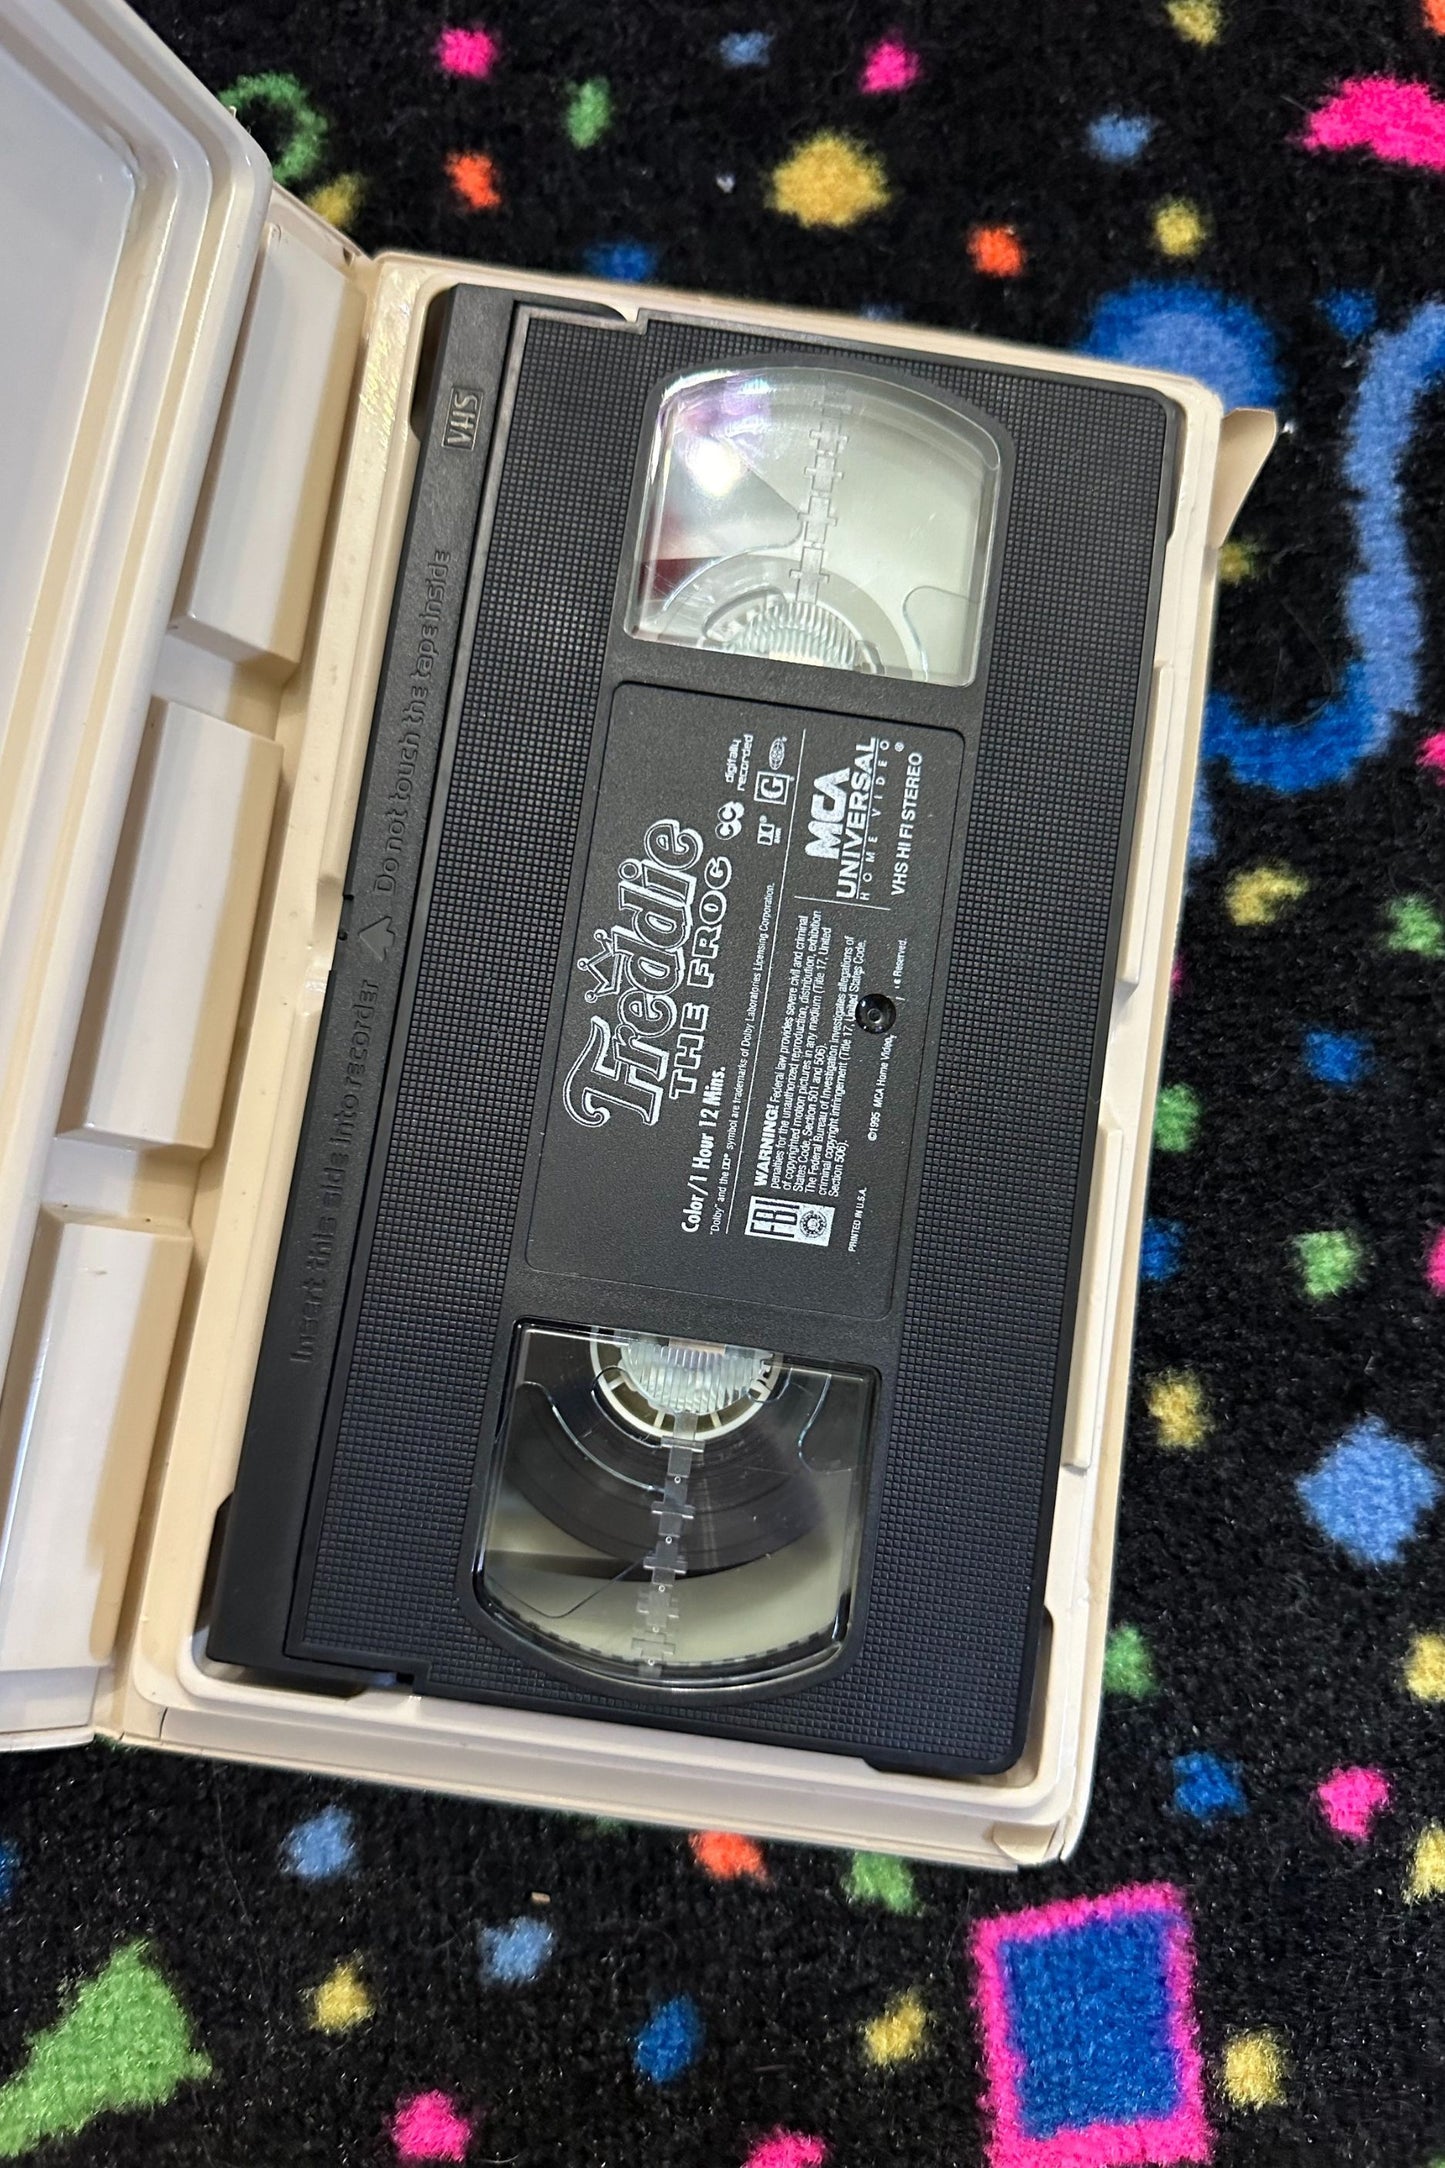 VHS
Insert this side into recorder
Do not touch the tape inside
Freddie
THE FROG
Color/1 Hour 12 Mins.
CC
digitally
recorded
G
"Dolby" and the symbol are trademarks of Dolby Laboratories Licensing Corporation.
FBI
WARNING! Federal law provides severe civil and criminal
penalties for the unauthorized reproduction, distribution, exhibition
of copyrighted motion pictures in any medium (Title 17, United
States Code, Section 501 and 506).
The Federal Bureau of Investigation investigates allegations of
criminal copyright infringement (Title 17, United States Code,
Section 506).
PRINTED IN U.S.A.
©1995 MCA Home Video, Reserved.
MCA
UNIVERSAL
HOME VIDEO
®
VHS HI FI STEREO